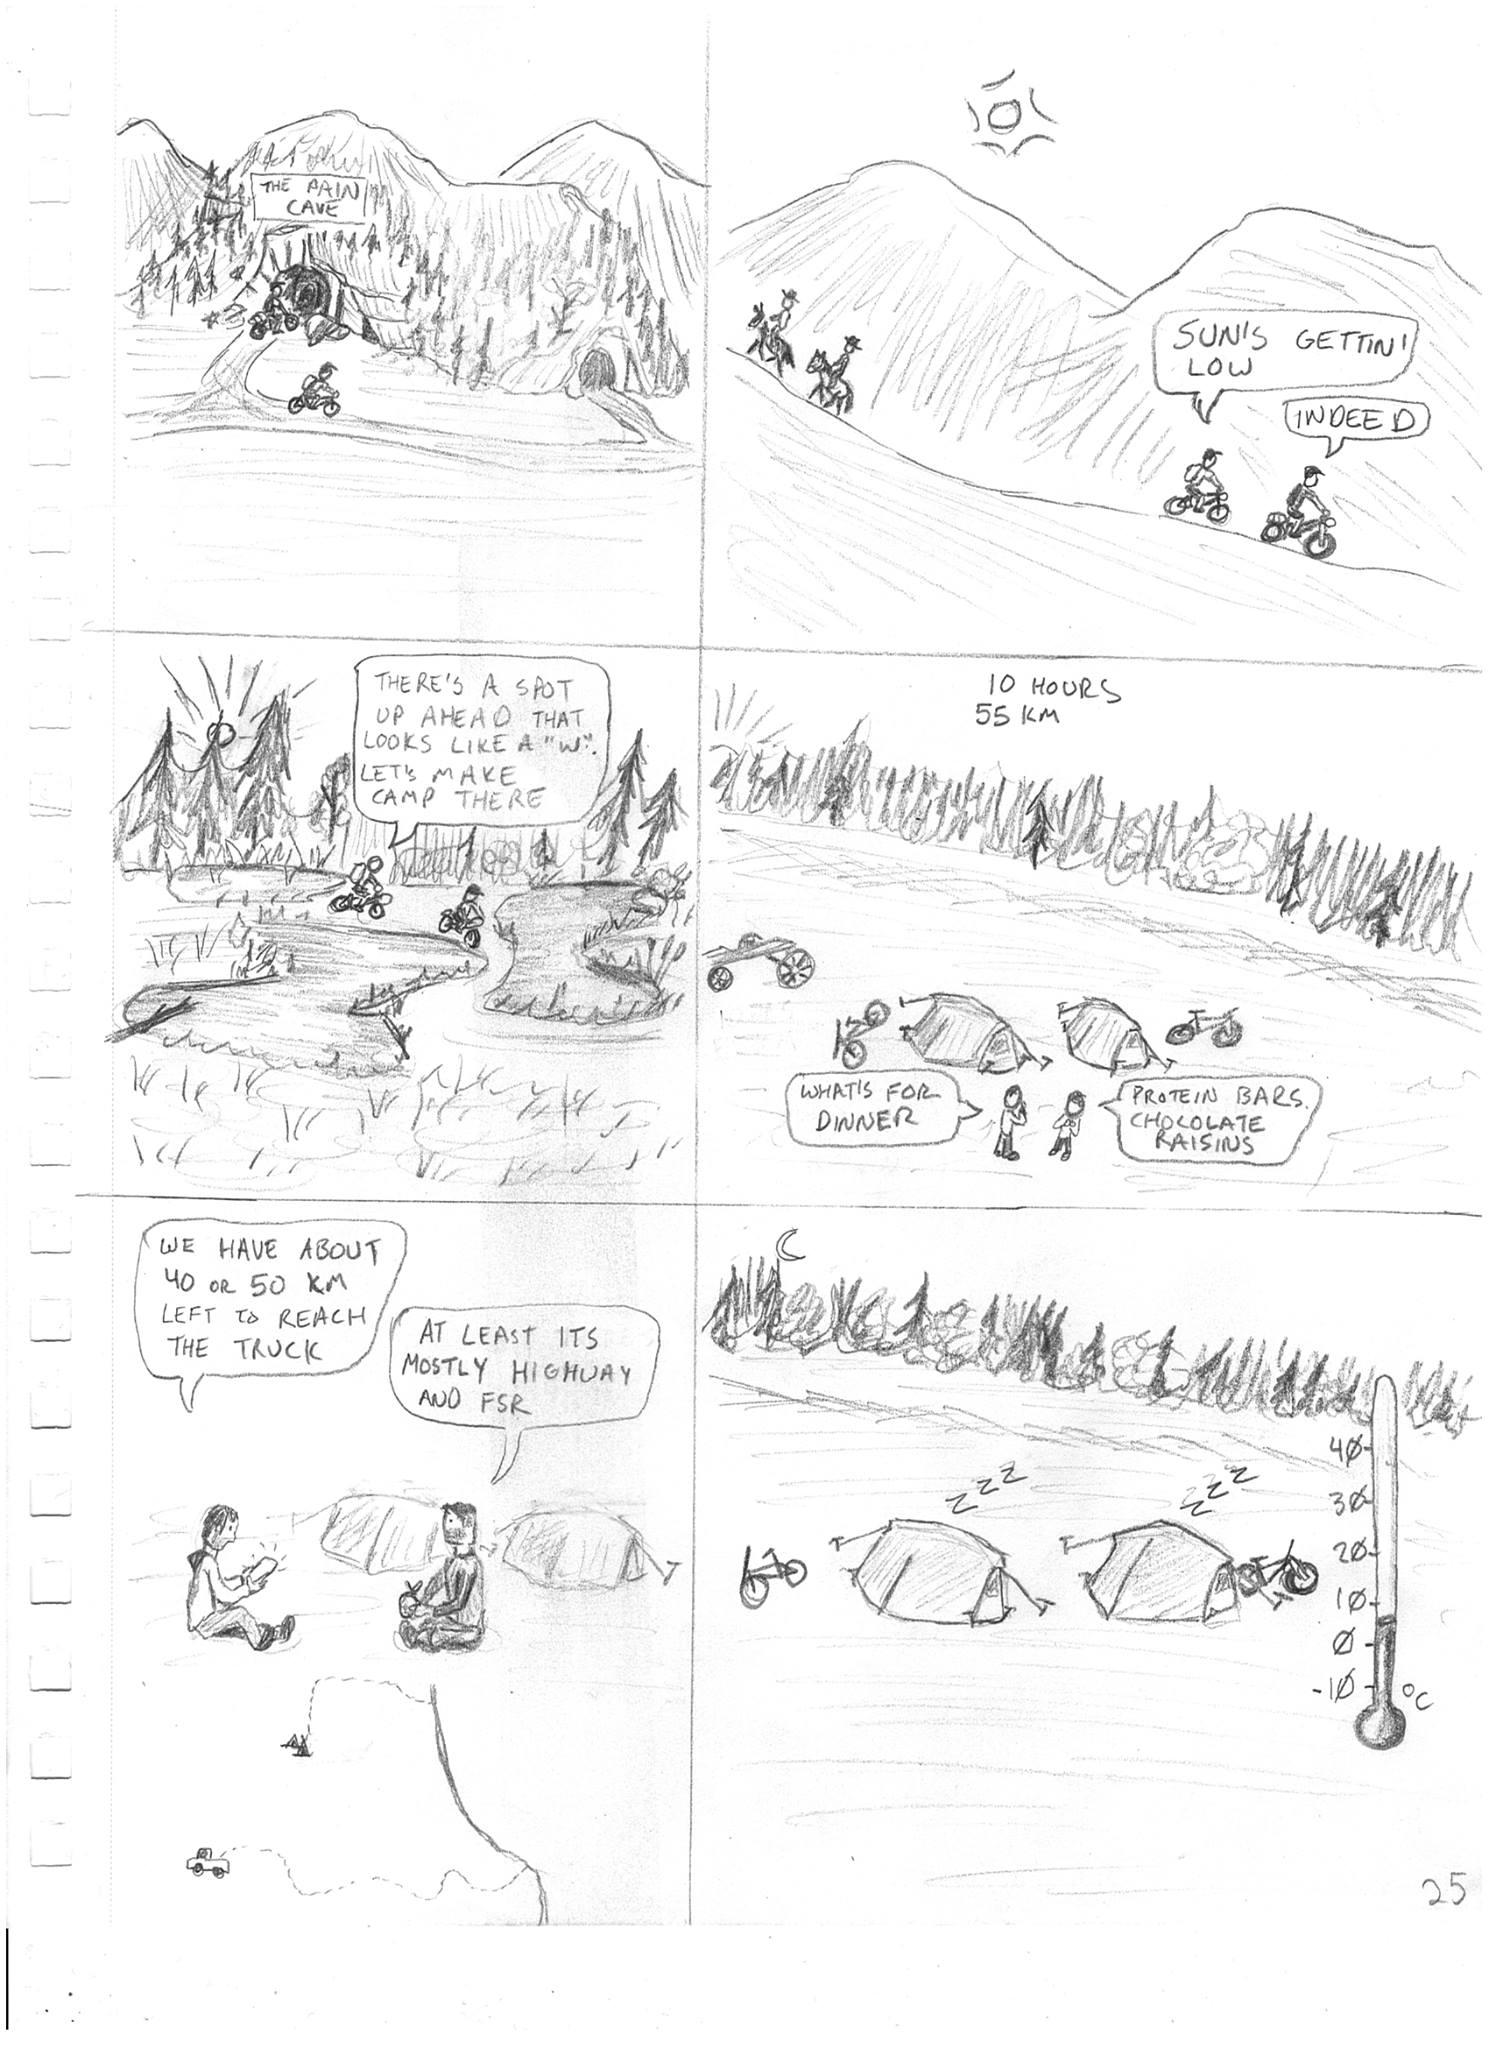 THE PAIN
CAVE
SUN'S GETTIN'
LOW
INDEED
THERE'S A SPOT
UP AHEAD THAT
LOOKS LIKE A "W".
LET'S MAKE
CAMP THERE
10 HOURS
55 KM
WHAT'S FOR
DINNER
PROTEIN BARS.
CHOCOLATE
RAISINS
WE HAVE ABOUT
40 OR 50 KM
LEFT TO REACH
THE TRUCK
AT LEAST ITS
MOSTLY HIGHWAY
AND FSR
zzz
zzz
40
30
20
10
0
-10
°C
25